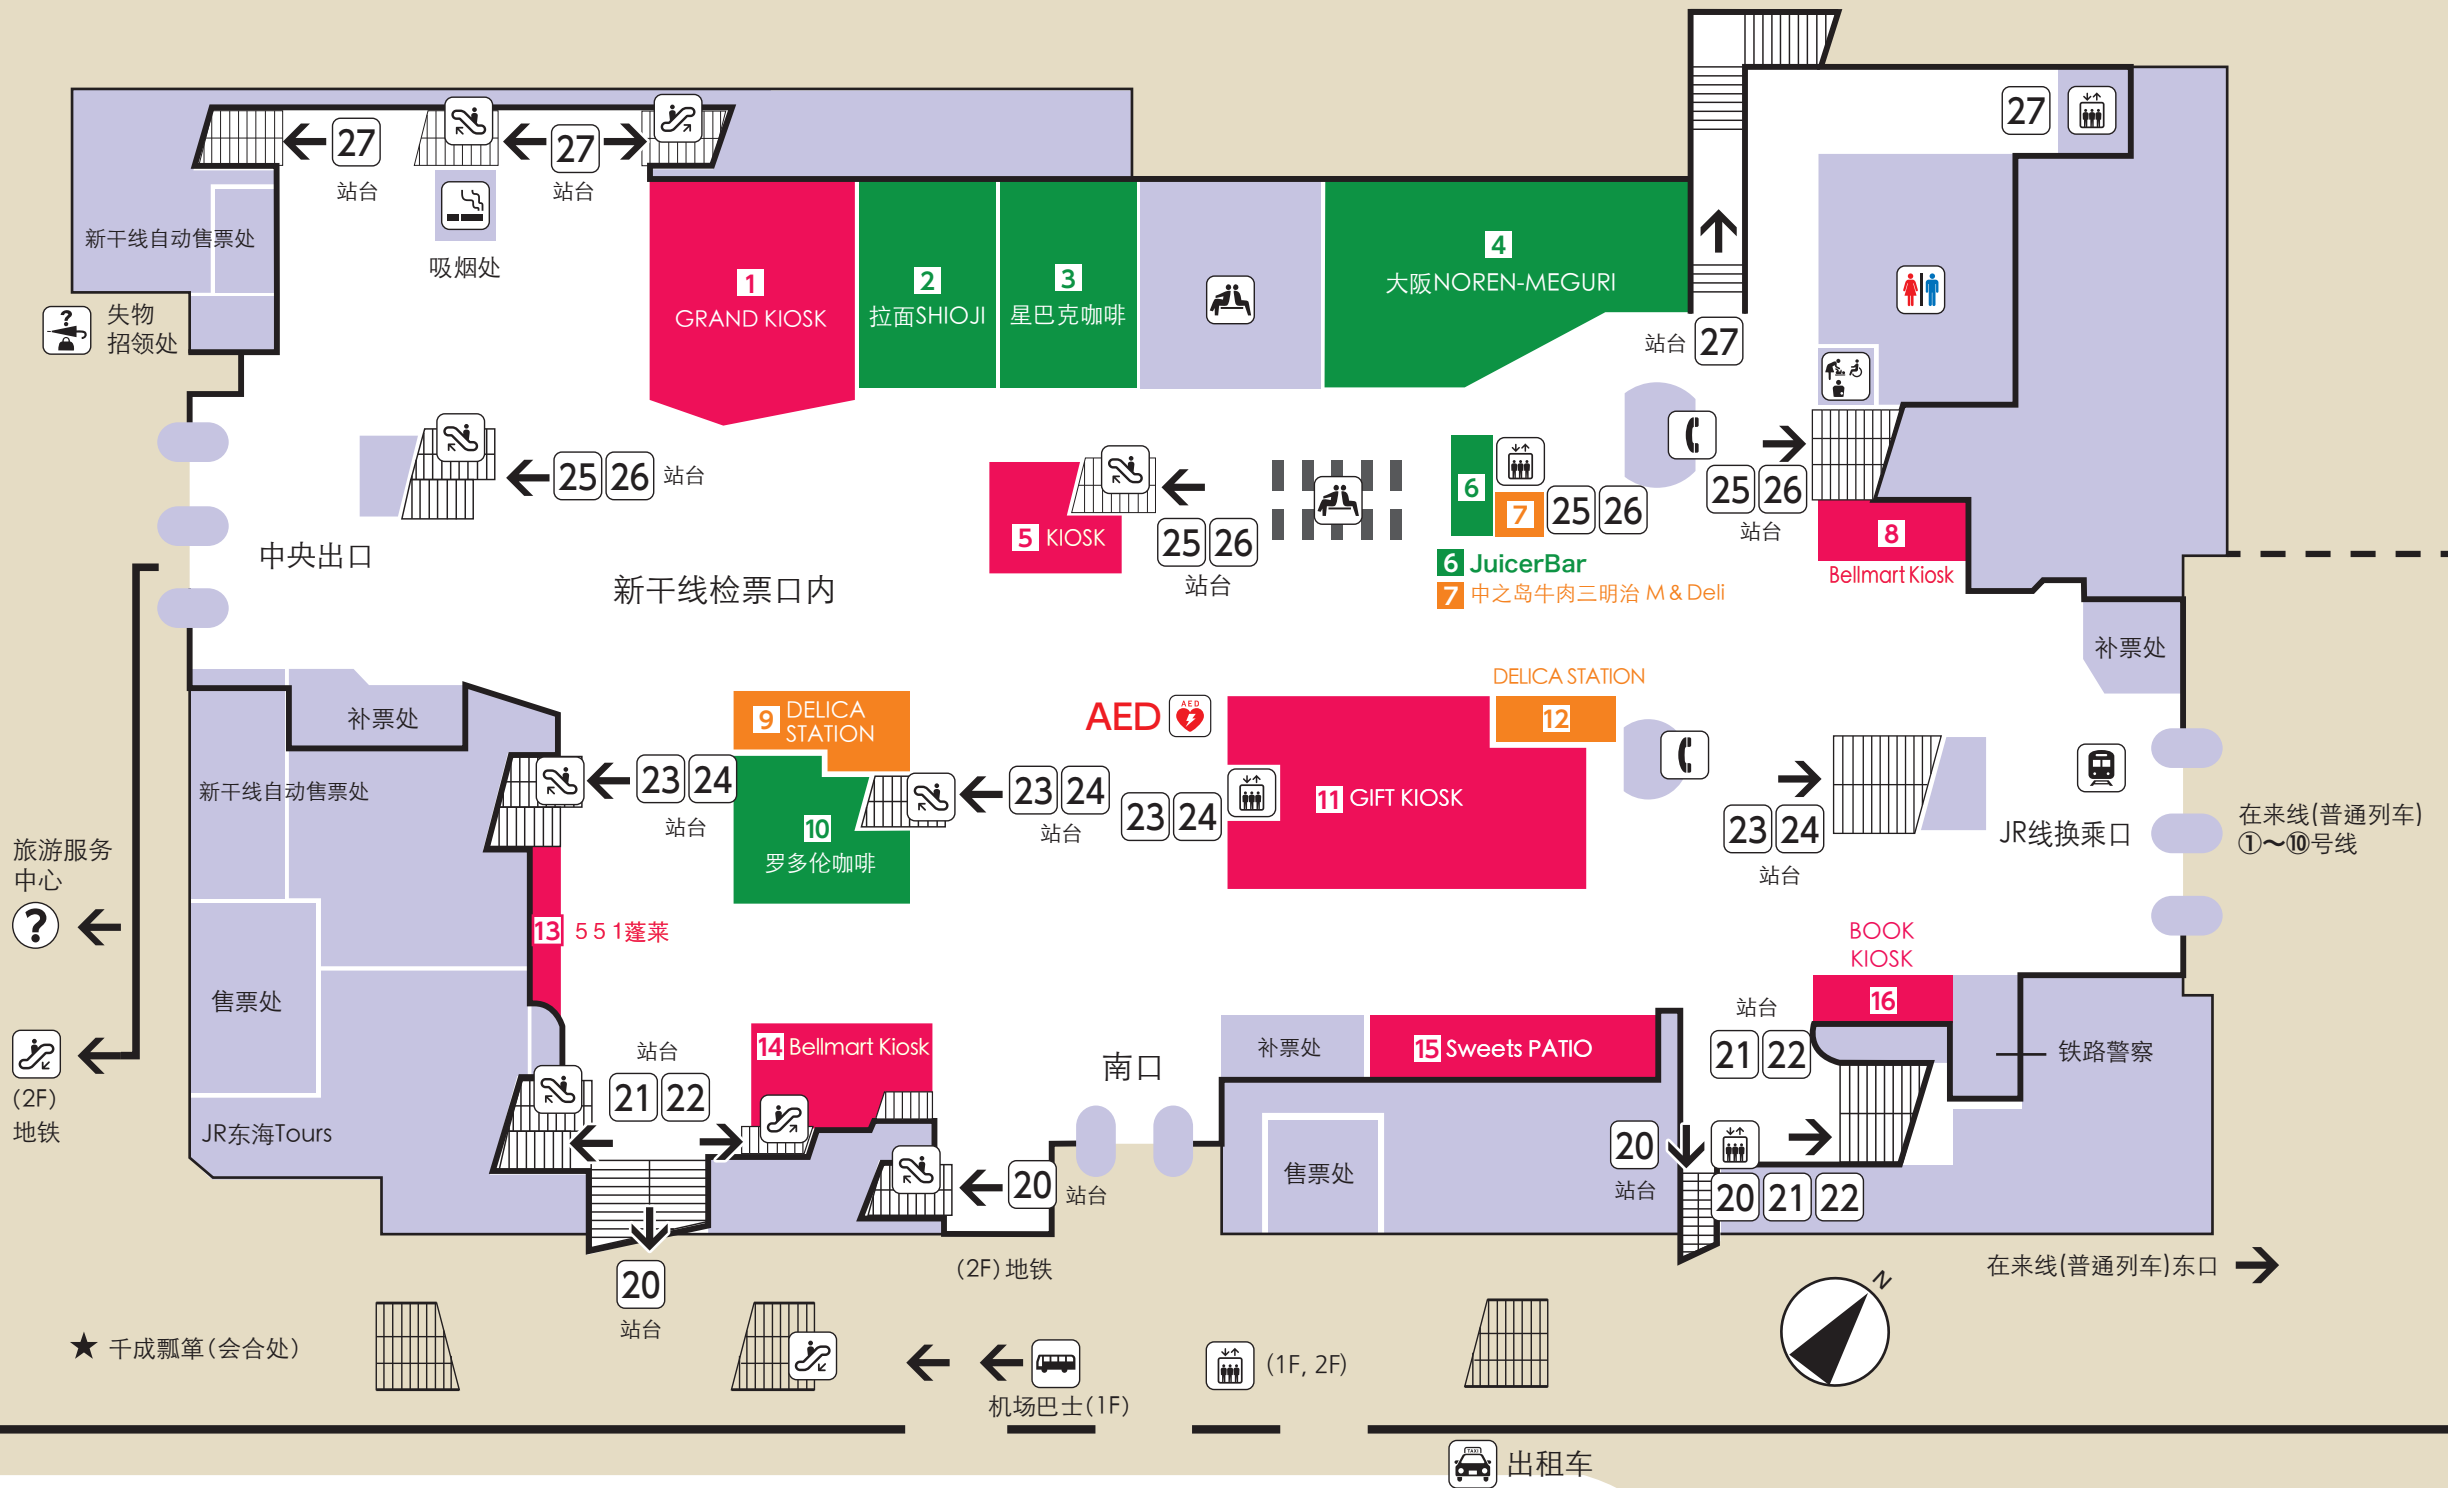 27
27
站台
站台
新干线自动售票处
吸烟处
失物
招领处
1
GRAND KIOSK
2
拉面SHIOJI
3
星巴克咖啡
4
大阪NOREN-MEGURI
27
站台 27
25 26 站台
中央出口
新干线检票口内
5 KIOSK
25 26
站台
6
7
25 26
6 JuicerBar
7 中之岛牛肉三明治 M & Deli
25 26
站台
8
Bellmart Kiosk
补票处
补票处
新干线自动售票处
23 24
站台
9 DELICA
STATION
10
罗多伦咖啡
23 24
站台
AED
AED
23 24
11 GIFT KIOSK
DELICA STATION
12
23 24
站台
JR线换乘口
在来线(普通列车)
①～⑩号线
旅游服务
中心
?
(2F)
地铁
售票处
JR东海Tours
13 551蓬莱
站台
21 22
14 Bellmart Kiosk
20
站台
20 站台
南口
(2F)地铁
补票处
15 Sweets PATIO
售票处
BOOK
KIOSK
16
站台
21 22
铁路警察
20
站台
20 21 22
在来线(普通列车)东口
N
★ 千成瓢箪(会合处)
机场巴士(1F)
(1F, 2F)
TAXI
出租车